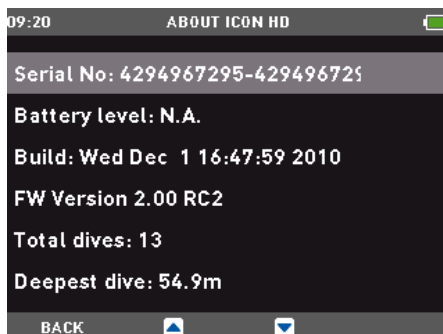 09:20 ABOUT ICON HD
Serial No: 4294967295-429496729
Battery level: N.A.
Build: Wed Dec 1 16:47:59 2010
FW Version 2.00 RC2
Total dives: 13
Deepest dive: 54.9m
BACK